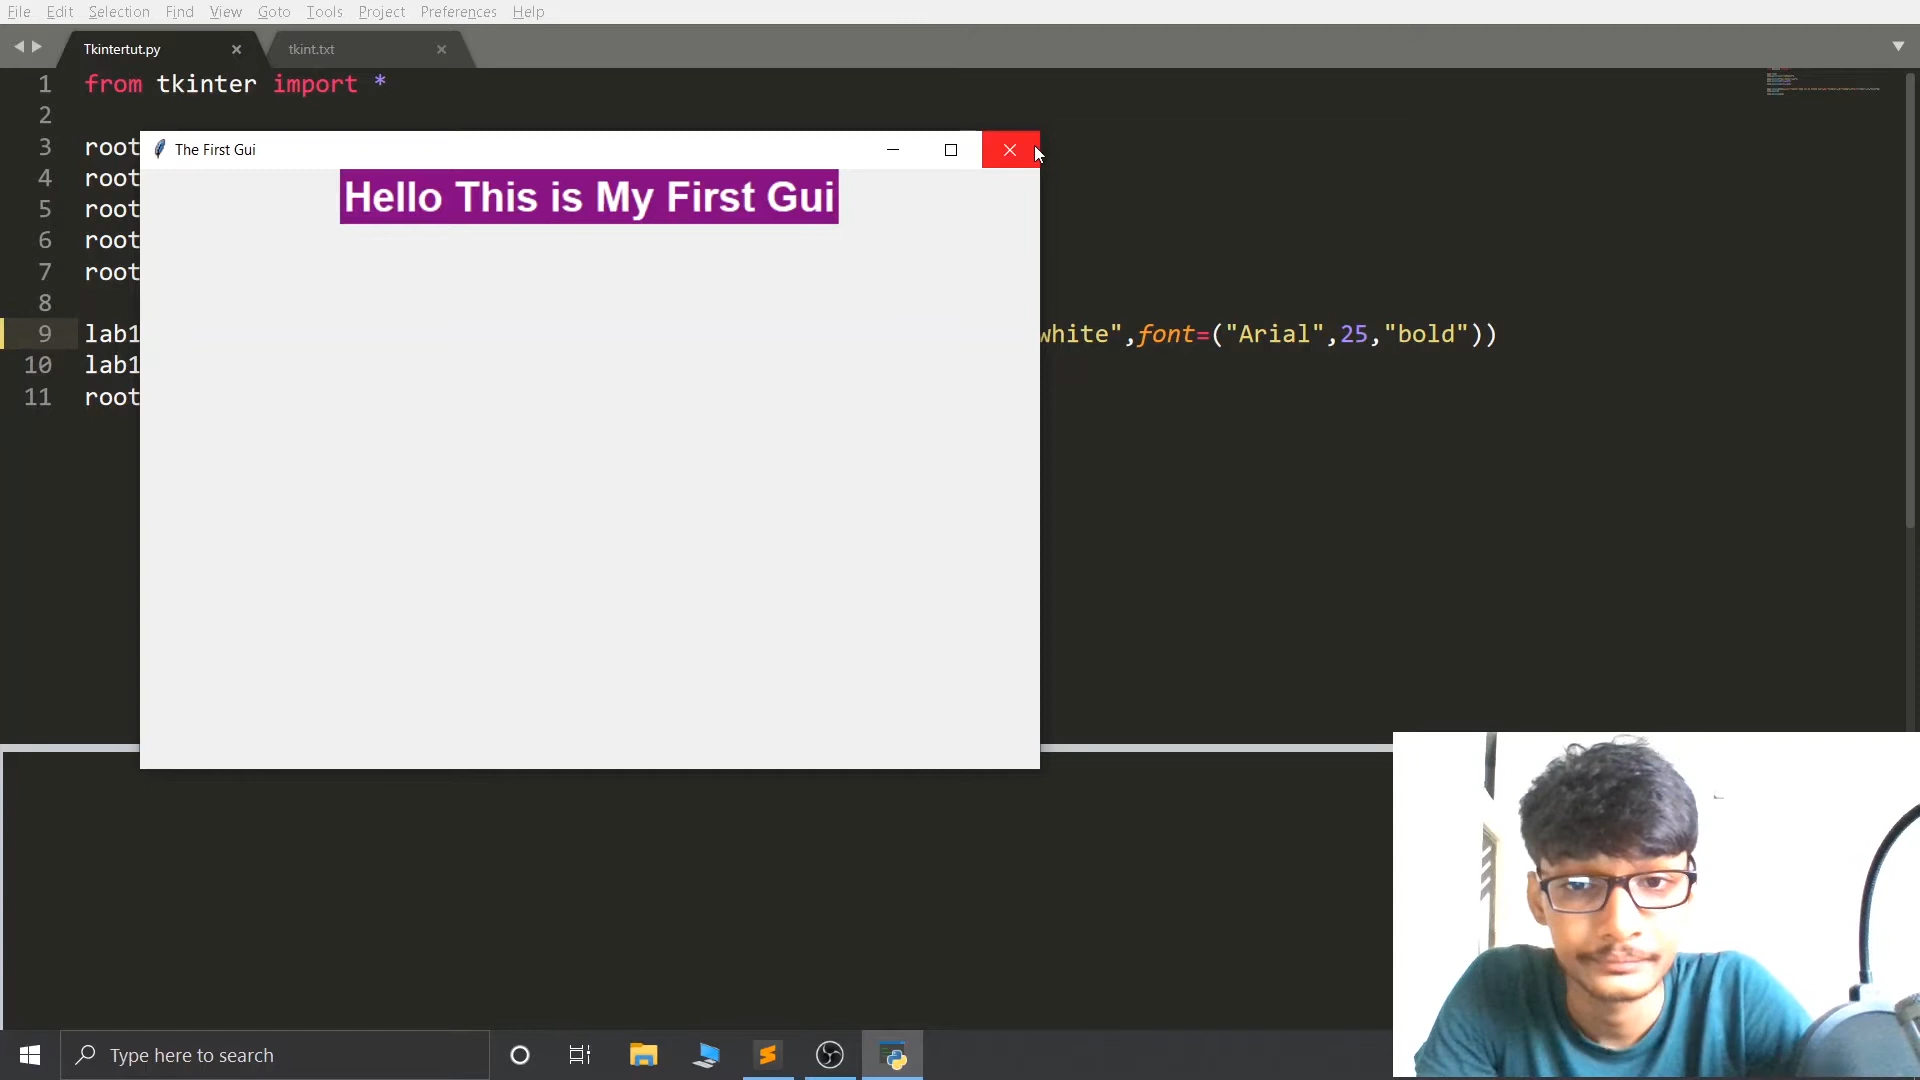 File Edit Selection Find View Goto Tools Project Preferences Help
Tkintertut.py × tkint.txt ×
1 from tkinter import *
2
3 root
4 root
5 root
6 root
7 root
8
9 lab1 white",font=("Arial",25,"bold"))
10 lab1
11 root
The First Gui
Hello This is My First Gui
Type here to search